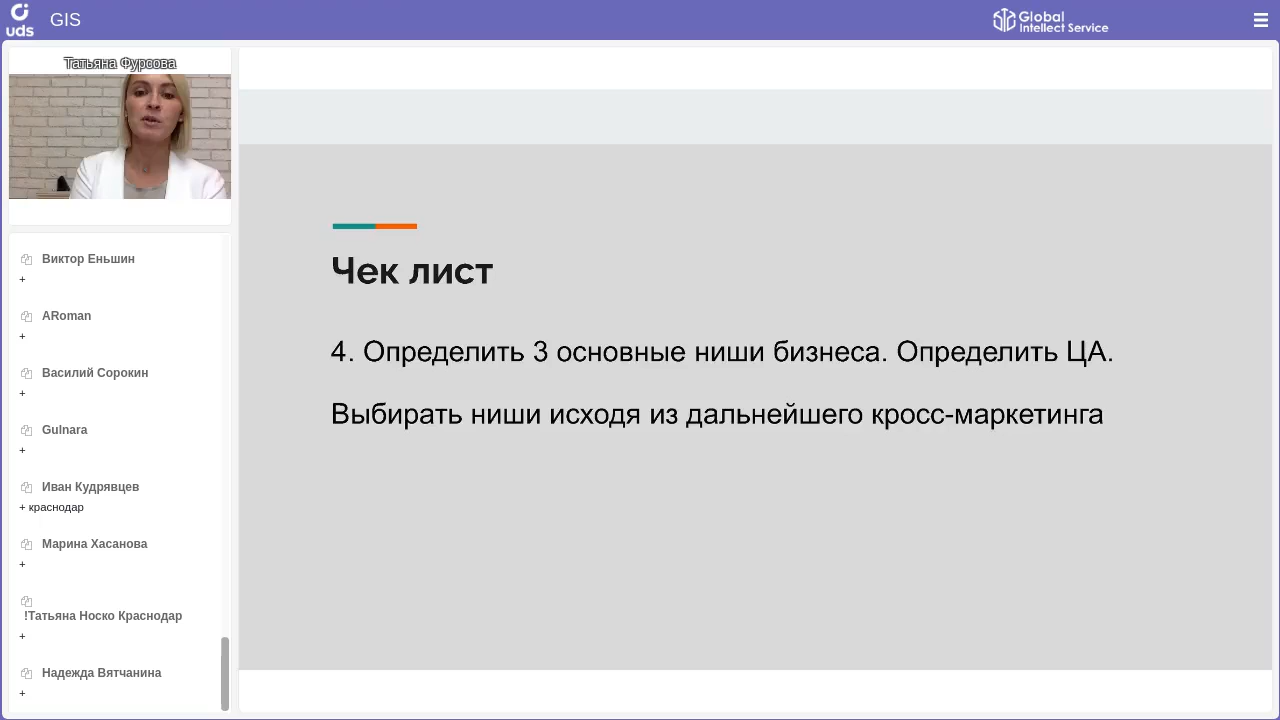 uds
GIS
Global
Intellect Service
Татьяна Фурсова
Виктор Еньшин
+
ARoman
+
Василий Сорокин
+
Gulnara
+
Иван Кудрявцев
+ краснодар
Марина Хасанова
+
!Татьяна Носко Краснодар
+
Надежда Вятчанина
+
Чек лист
4. Определить 3 основные ниши бизнеса. Определить ЦА.
Выбирать ниши исходя из дальнейшего кросс-маркетинга